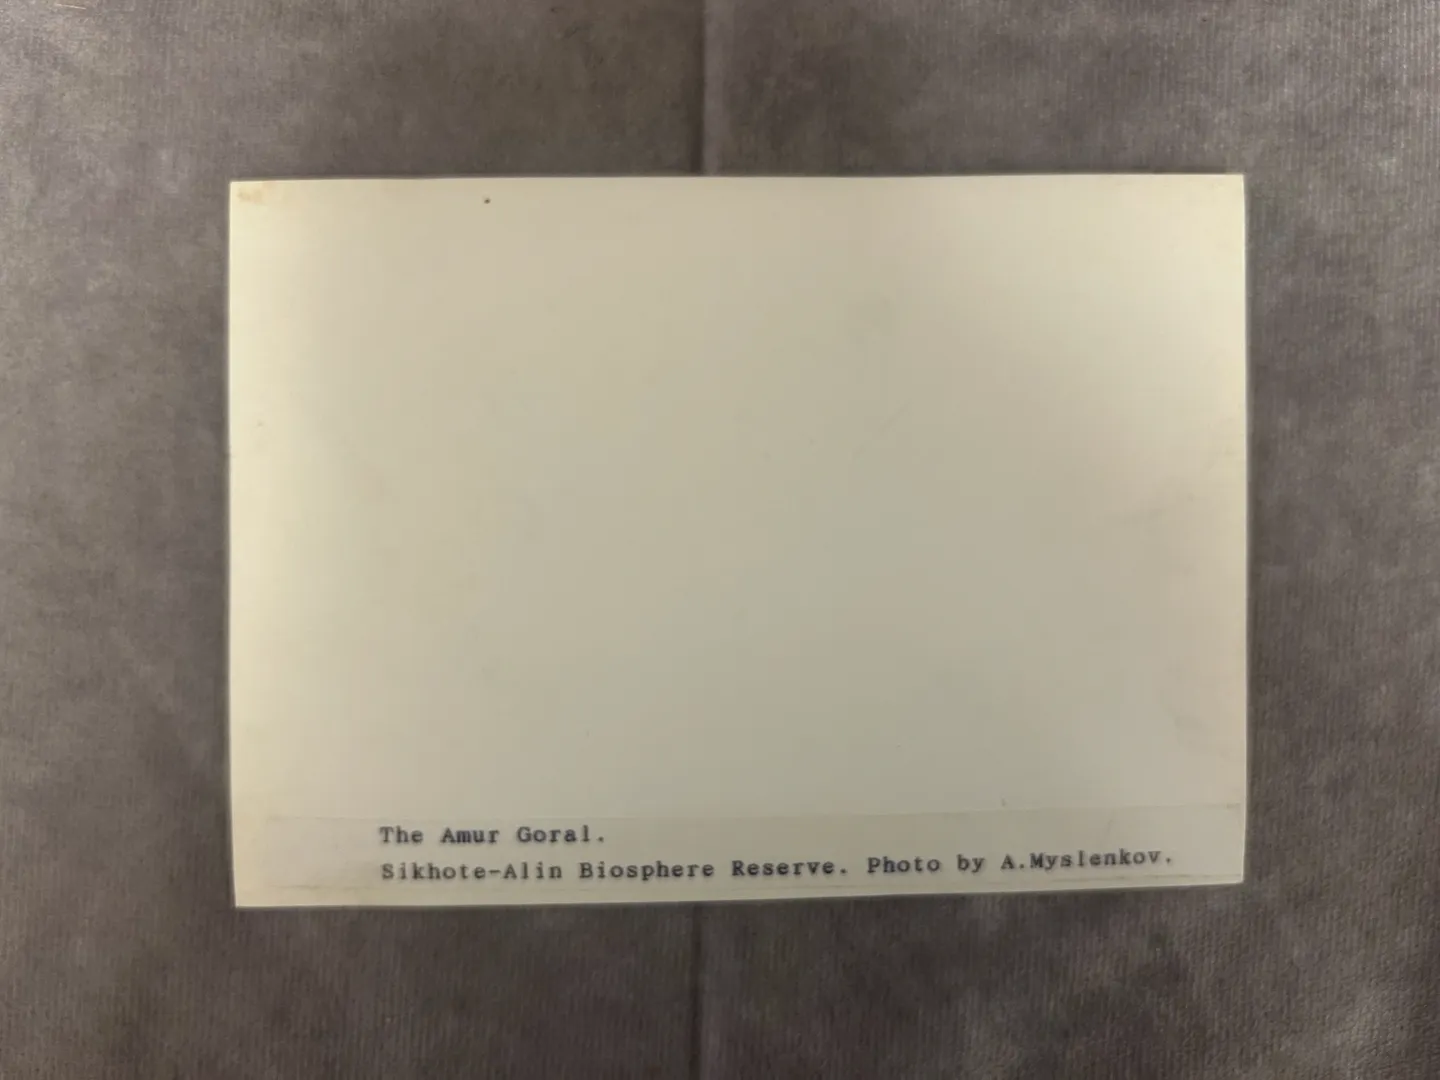 The Amur Goral.
Sikhote-Alin Biosphere Reserve. Photo by A.Myslenkov.